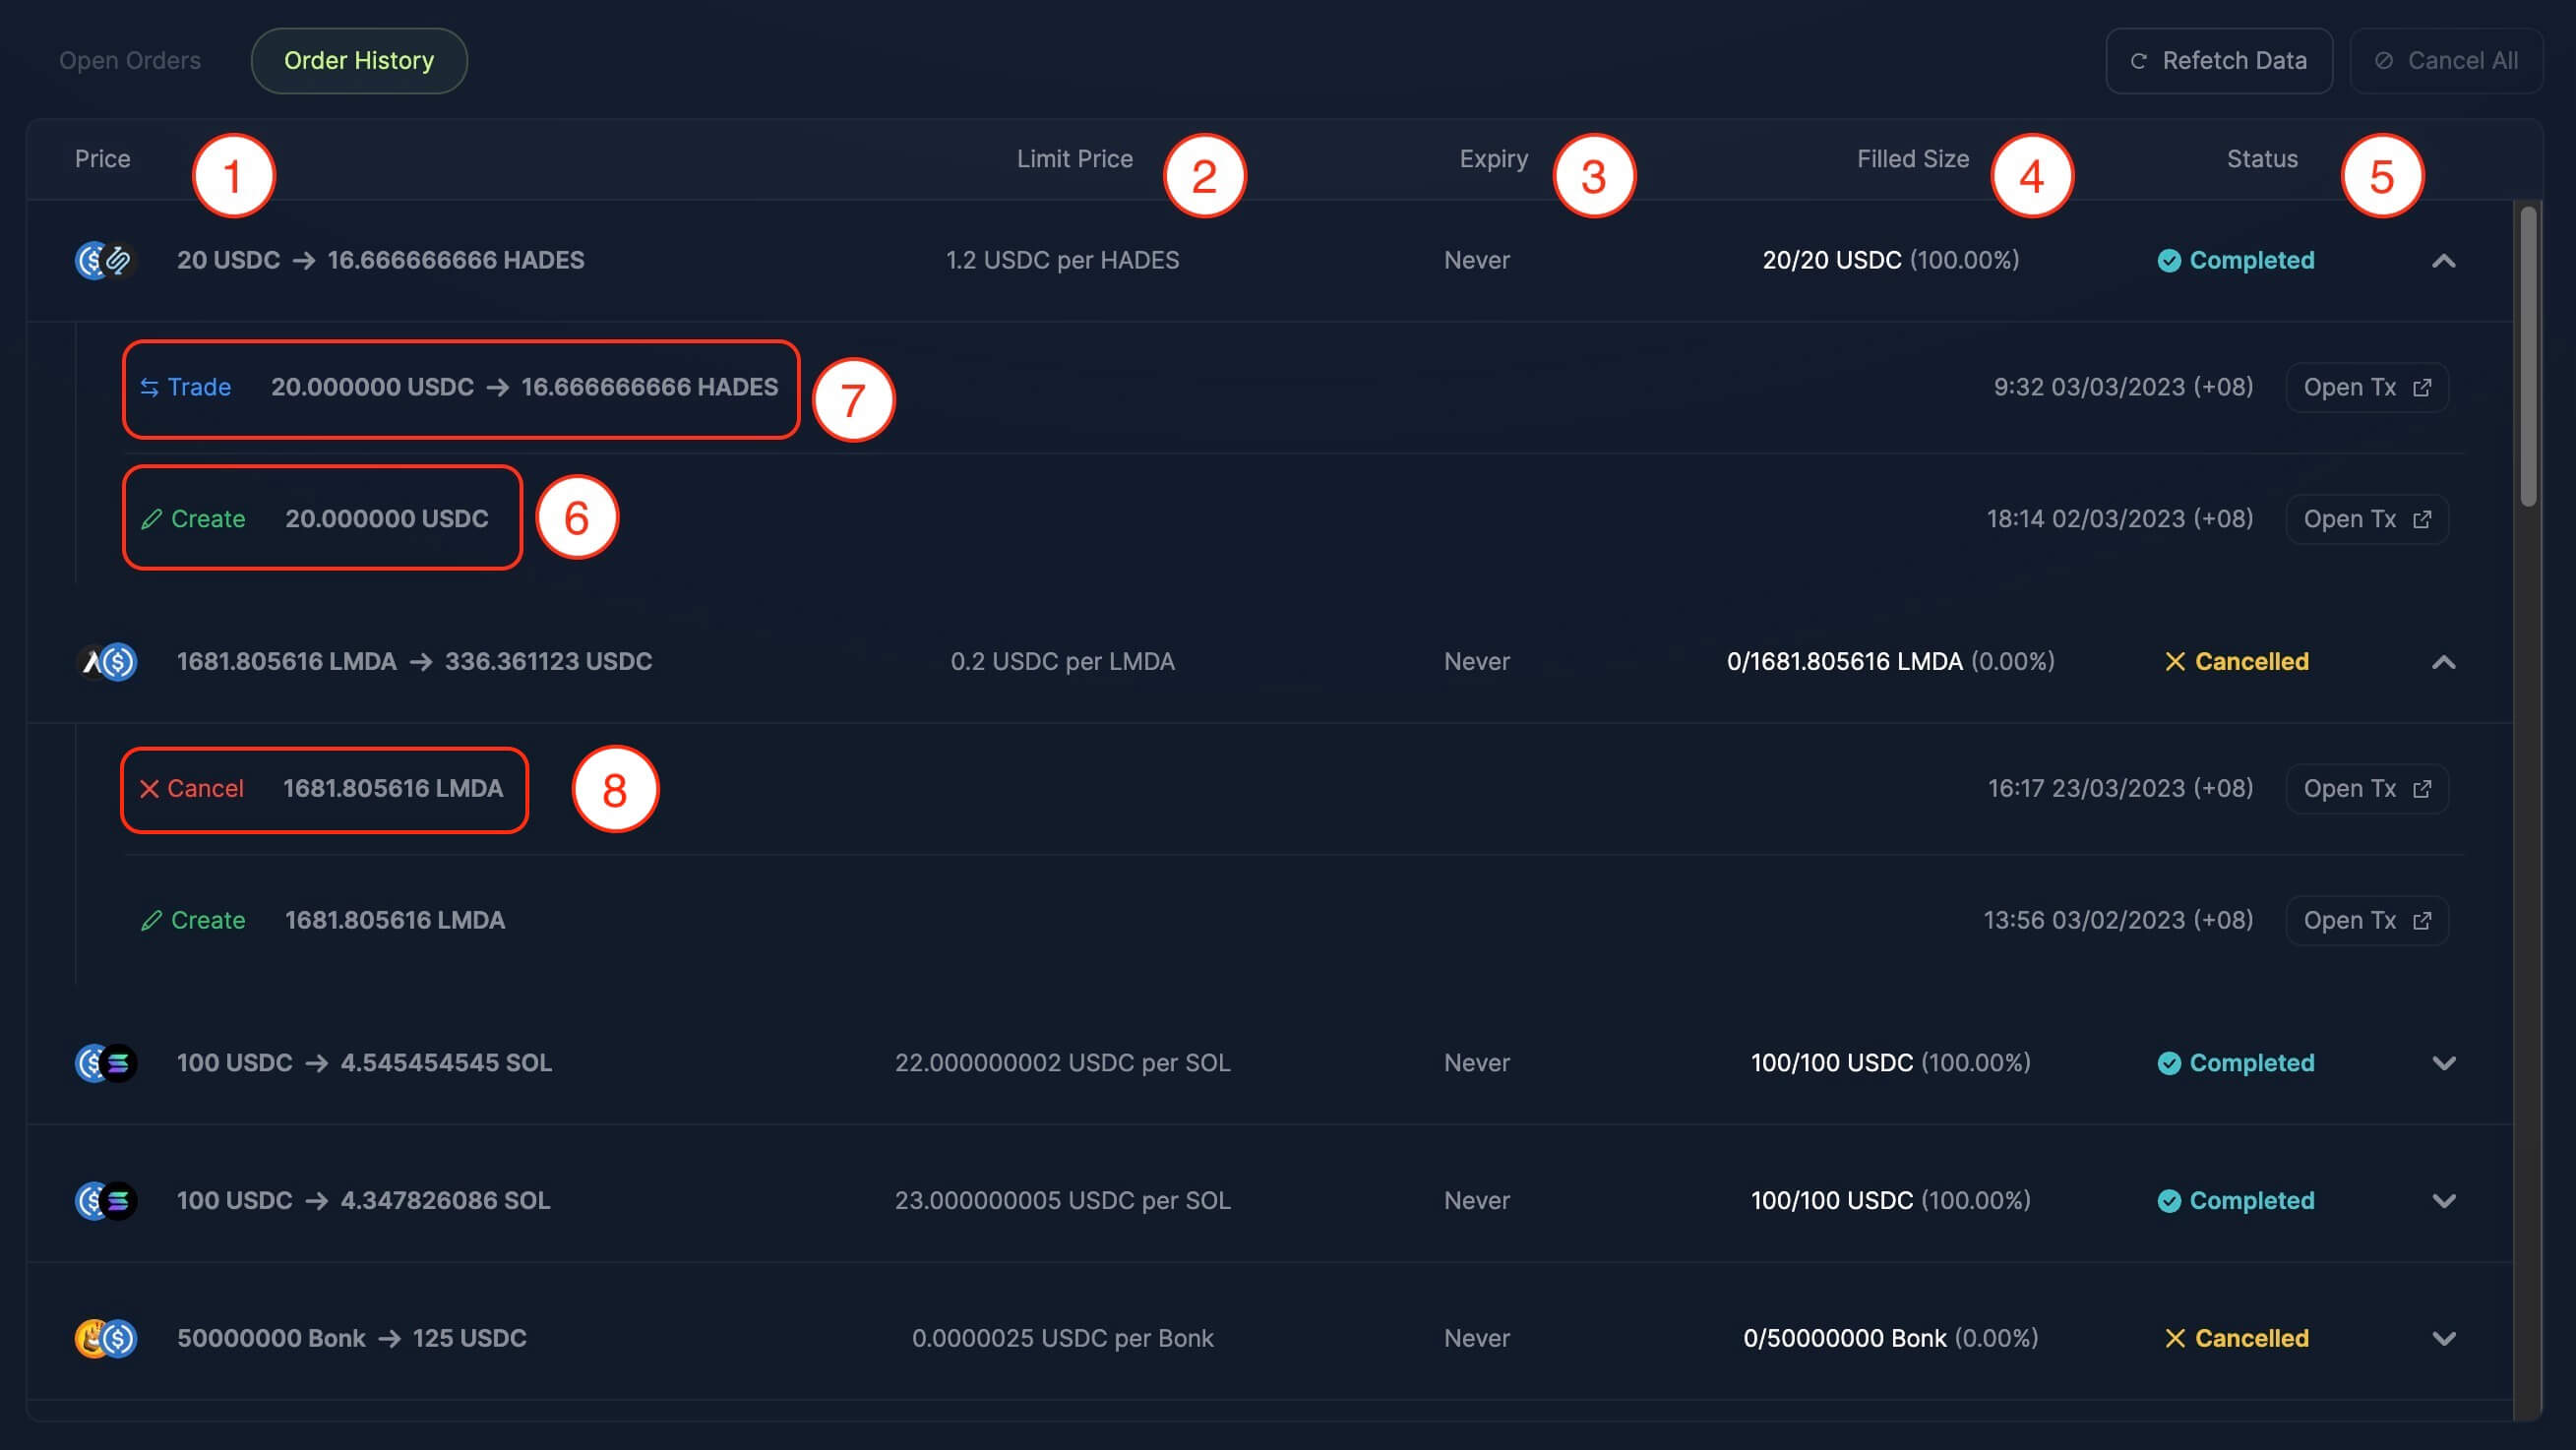 Open Orders Order History Refetch Data Cancel All
Price 1 Limit Price 2 Expiry 3 Filled Size 4 Status 5
20 USDC → 16.666666666 HADES 1.2 USDC per HADES Never 20/20 USDC (100.00%) Completed
Trade 20.000000 USDC → 16.666666666 HADES 7 9:32 03/03/2023 (+08) Open Tx
Create 20.000000 USDC 6 18:14 02/03/2023 (+08) Open Tx
1681.805616 LMDA → 336.361123 USDC 0.2 USDC per LMDA Never 0/1681.805616 LMDA (0.00%) Cancelled
Cancel 1681.805616 LMDA 8 16:17 23/03/2023 (+08) Open Tx
Create 1681.805616 LMDA 13:56 03/02/2023 (+08) Open Tx
100 USDC → 4.545454545 SOL 22.000000002 USDC per SOL Never 100/100 USDC (100.00%) Completed
100 USDC → 4.347826086 SOL 23.000000005 USDC per SOL Never 100/100 USDC (100.00%) Completed
50000000 Bonk → 125 USDC 0.0000025 USDC per Bonk Never 0/50000000 Bonk (0.00%) Cancelled